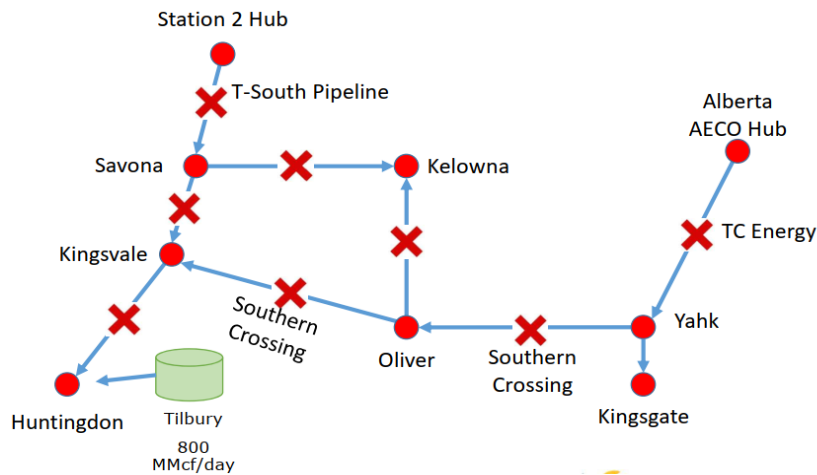 Station 2 Hub
T-South Pipeline
Alberta
AECO Hub
Savona
Kelowna
TC Energy
Kingsvale
Southern
Crossing
Yahk
Oliver
Southern
Crossing
Kingsgate
Huntingdon
Tilbury
800
MMcf/day